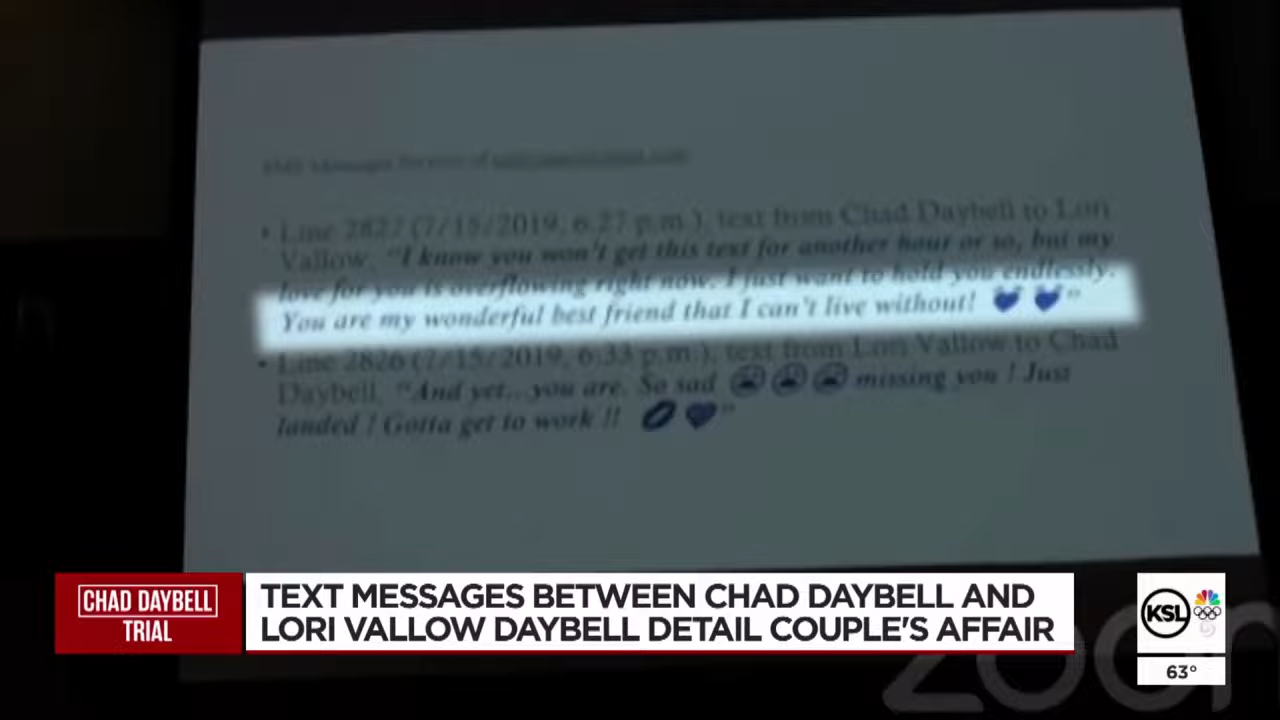 • Line 2827 (7/15/2019, 6:27 p.m.), text from Chad Daybell to Lori
Vallow, "I know you won't get this text for another hour or so, but my
love for you is overflowing right now. I just want to hold you endlessly.
You are my wonderful best friend that I can't live without! 💙 💙"
• Line 2826 (7/15/2019, 6:33 p.m.), text from Lori Vallow to Chad
Daybell, "And yet...you are. So sad 😭 😭 😭 missing you ! Just
landed ! Gotta get to work !! 💋 💙"
CHAD DAYBELL
TRIAL
TEXT MESSAGES BETWEEN CHAD DAYBELL AND
LORI VALLOW DAYBELL DETAIL COUPLE'S AFFAIR
KSL
63°
zoom